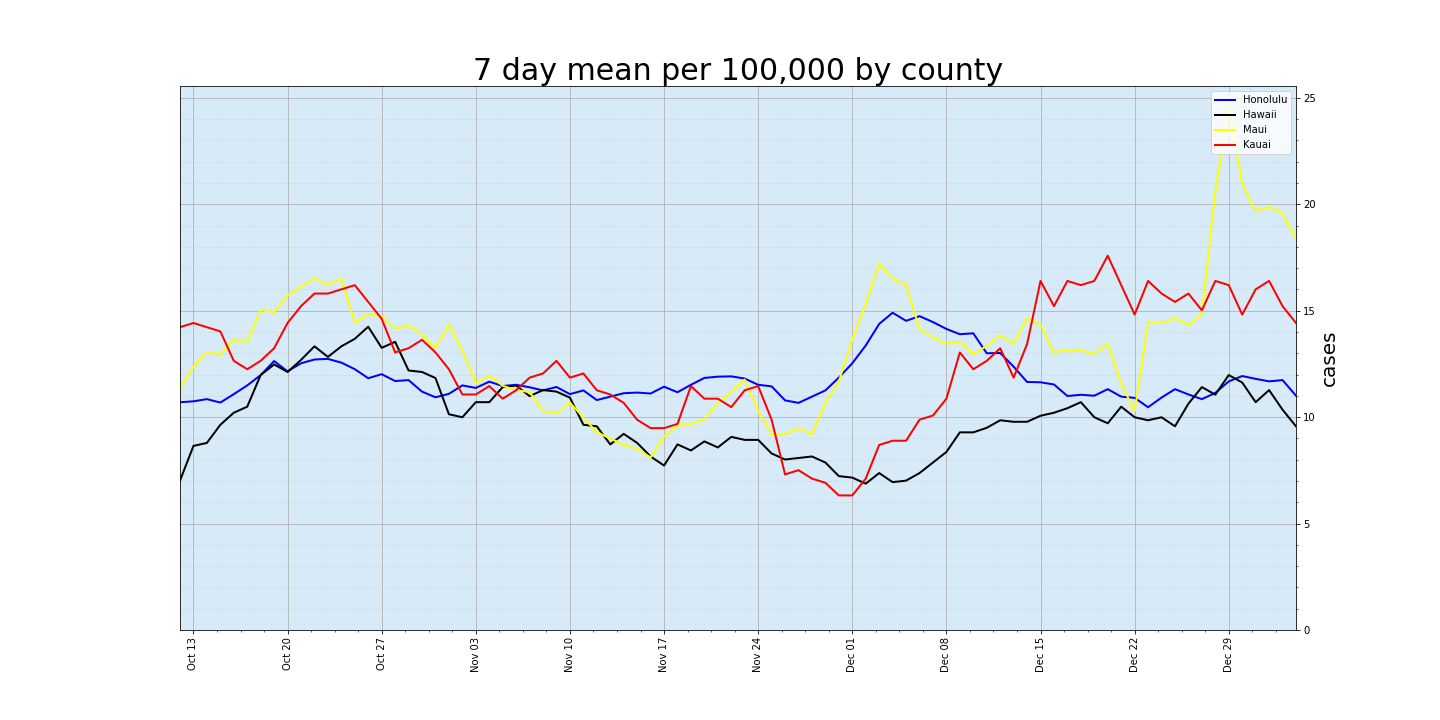 7 day mean per 100,000 by county
Honolulu
Hawaii
Maui
Kauai
25
20
15
10
5
0
cases
Oct 13
Oct 20
Oct 27
Nov 03
Nov 10
Nov 17
Nov 24
Dec 01
Dec 08
Dec 15
Dec 22
Dec 29